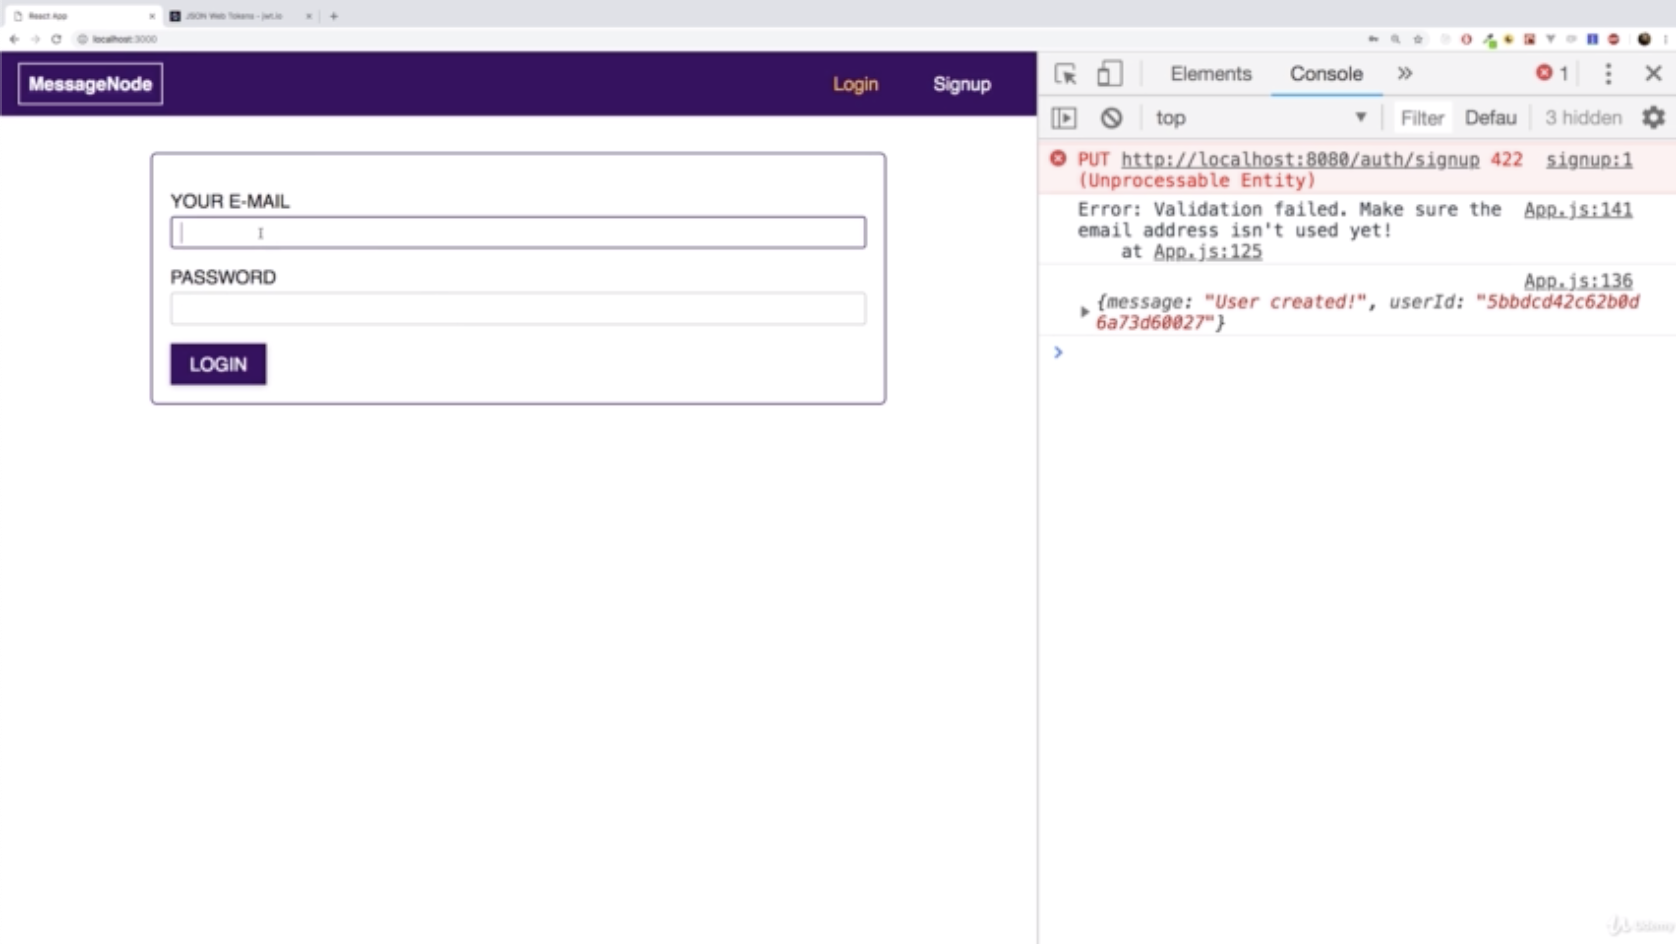 React App
JSON Web Tokens - jwt.io
localhost:3000
MessageNode
Login
Signup
YOUR E-MAIL
PASSWORD
LOGIN
Elements
Console
»
1
top
Filter
Defau
3 hidden
PUT http://localhost:8080/auth/signup 422 signup:1
(Unprocessable Entity)
Error: Validation failed. Make sure the App.js:141
email address isn't used yet!
at App.js:125
App.js:136
{message: "User created!", userId: "5bbdcd42c62b0d
6a73d60027"}
Udemy